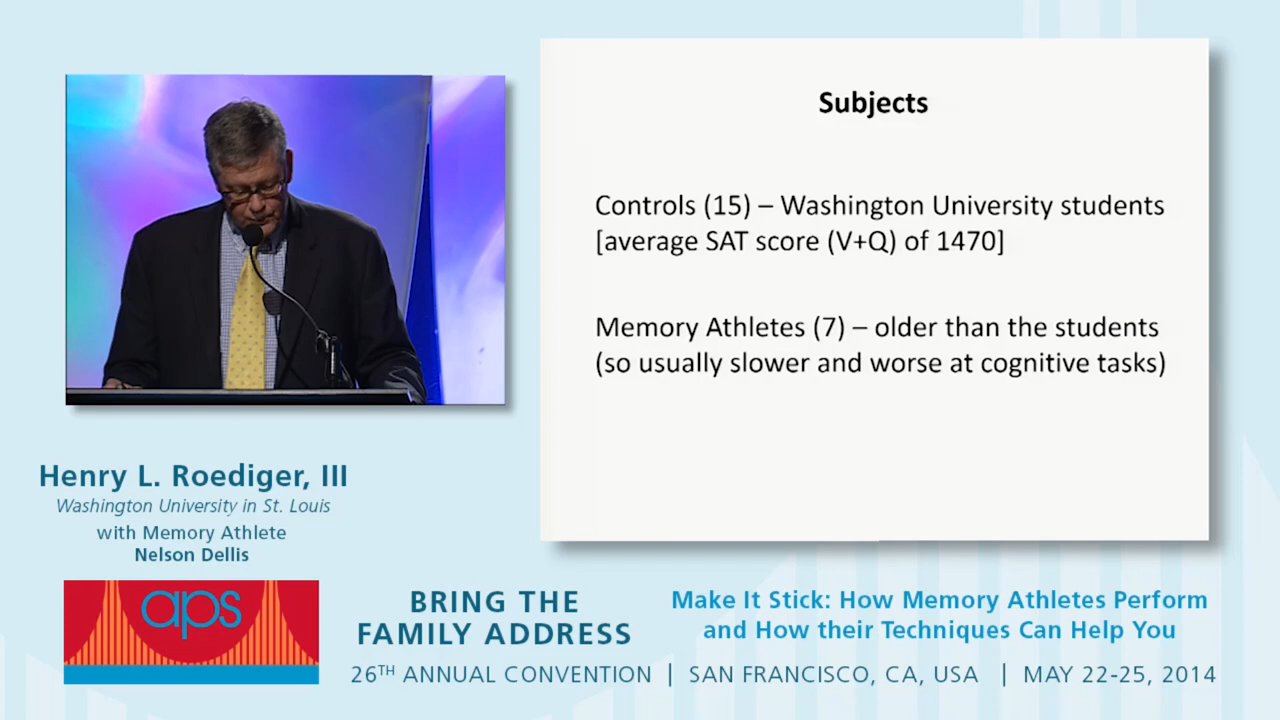 Subjects
Controls (15) – Washington University students
[average SAT score (V+Q) of 1470]
Memory Athletes (7) – older than the students
(so usually slower and worse at cognitive tasks)
Henry L. Roediger, III
Washington University in St. Louis
with Memory Athlete
Nelson Dellis
aps
BRING THE
FAMILY ADDRESS
Make It Stick: How Memory Athletes Perform
and How their Techniques Can Help You
26TH ANNUAL CONVENTION | SAN FRANCISCO, CA, USA | MAY 22-25, 2014